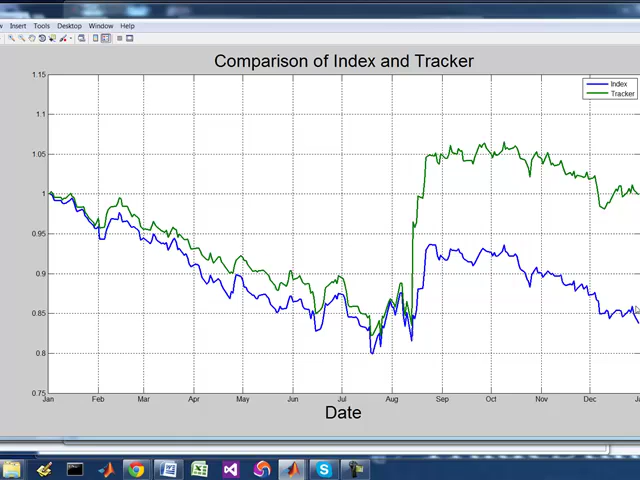 Insert Tools Desktop Window Help
Comparison of Index and Tracker
1.15
Index
Tracker
1.1
1.05
1
0.95
0.9
0.85
0.8
0.75
Jan Feb Mar Apr May Jun Jul Aug Sep Oct Nov Dec
Date